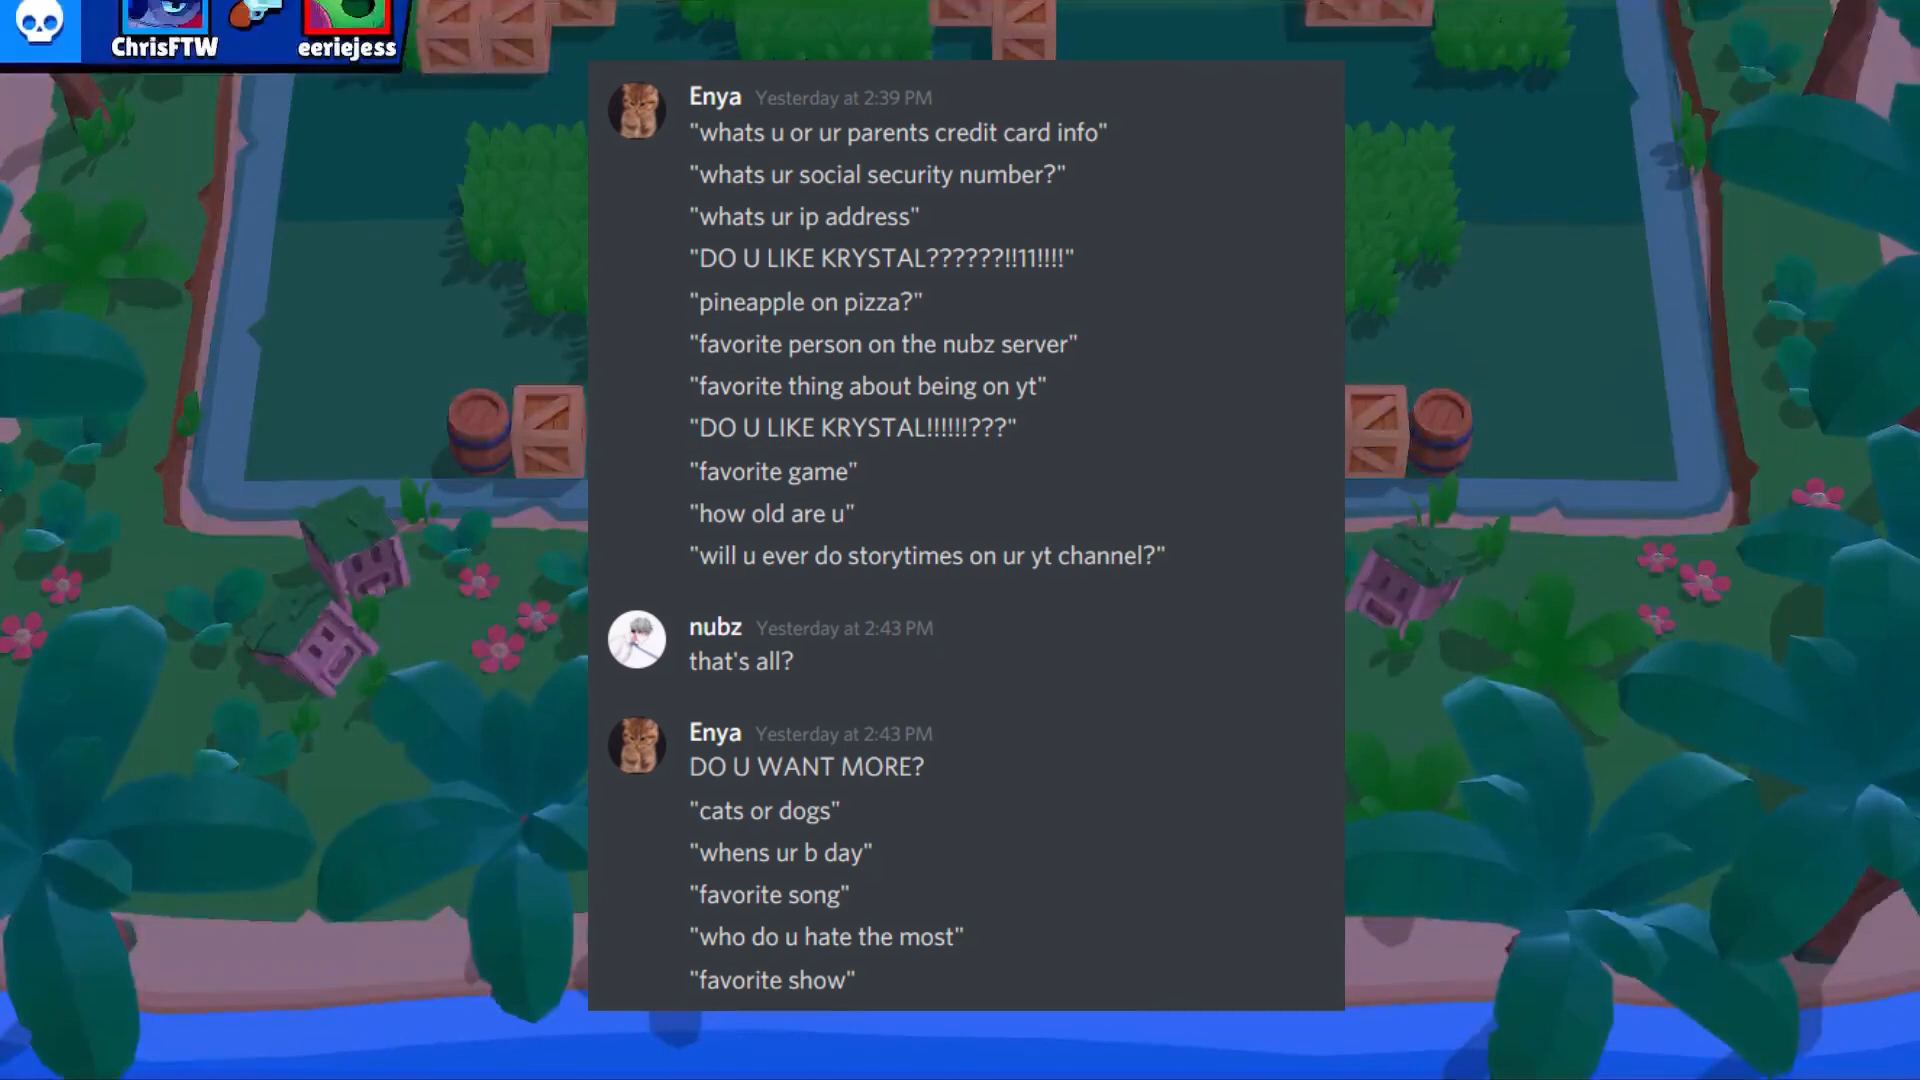 ChrisFTW
eeriejess
Enya Yesterday at 2:39 PM
"whats u or ur parents credit card info"
"whats ur social security number?"
"whats ur ip address"
"DO U LIKE KRYSTAL??????!!11!!!!"
"pineapple on pizza?"
"favorite person on the nubz server"
"favorite thing about being on yt"
"DO U LIKE KRYSTAL!!!!!!???"
"favorite game"
"how old are u"
"will u ever do storytimes on ur yt channel?"
nubz Yesterday at 2:43 PM
that's all?
Enya Yesterday at 2:43 PM
DO U WANT MORE?
"cats or dogs"
"whens ur b day"
"favorite song"
"who do u hate the most"
"favorite show"